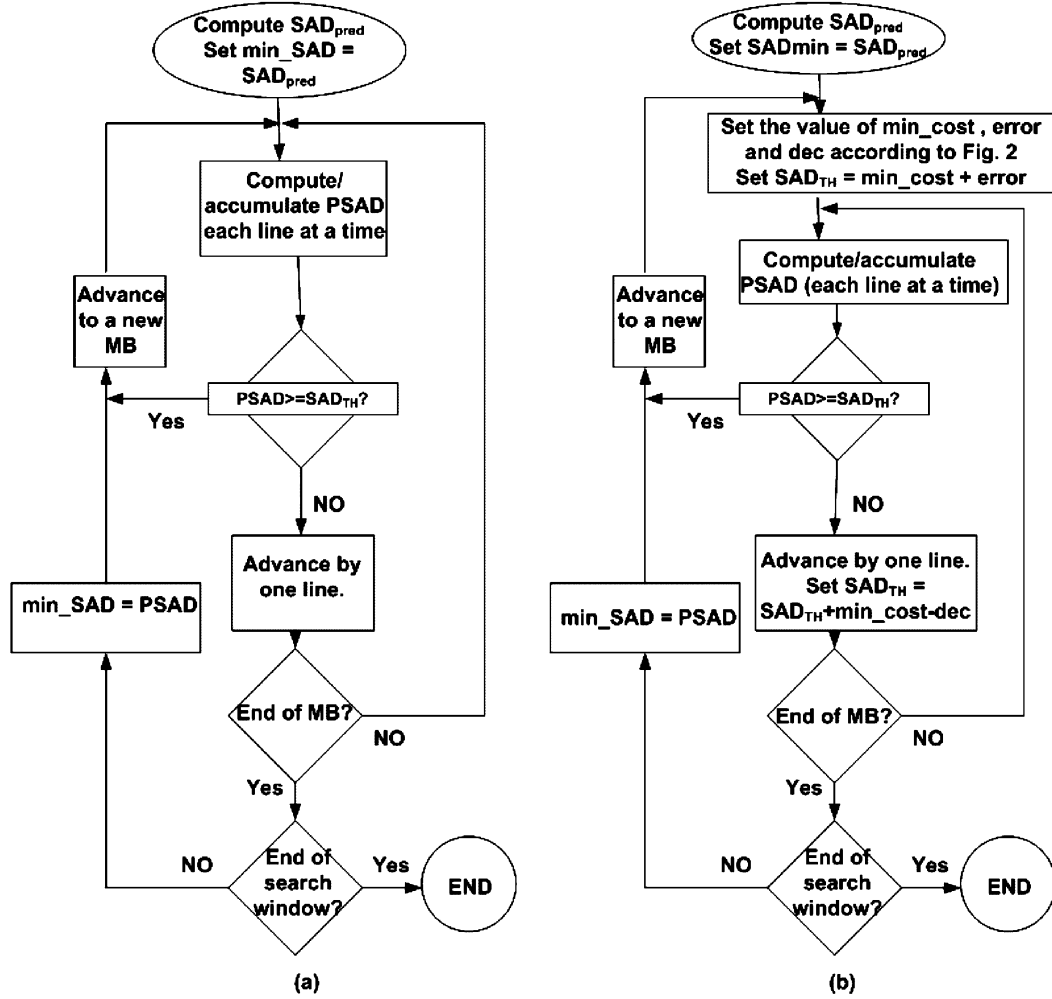 Compute SADpred
Set min_SAD =
SADpred
Compute/
accumulate PSAD
each line at a time
Advance
to a new
MB
PSAD>=SADTH?
Yes
NO
Advance by
one line.
min_SAD = PSAD
End of MB?
NO
Yes
NO
End of
search
window?
Yes
END
(a)
Compute SADpred
Set SADmin = SADpred
Set the value of min_cost , error
and dec according to Fig. 2
Set SADTH = min_cost + error
Compute/accumulate
PSAD (each line at a time)
Advance
to a new
MB
PSAD>=SADTH?
Yes
NO
Advance by one line.
Set SADTH =
SADTH+min_cost-dec
min_SAD = PSAD
End of MB?
NO
Yes
NO
End of
search
window?
Yes
END
(b)